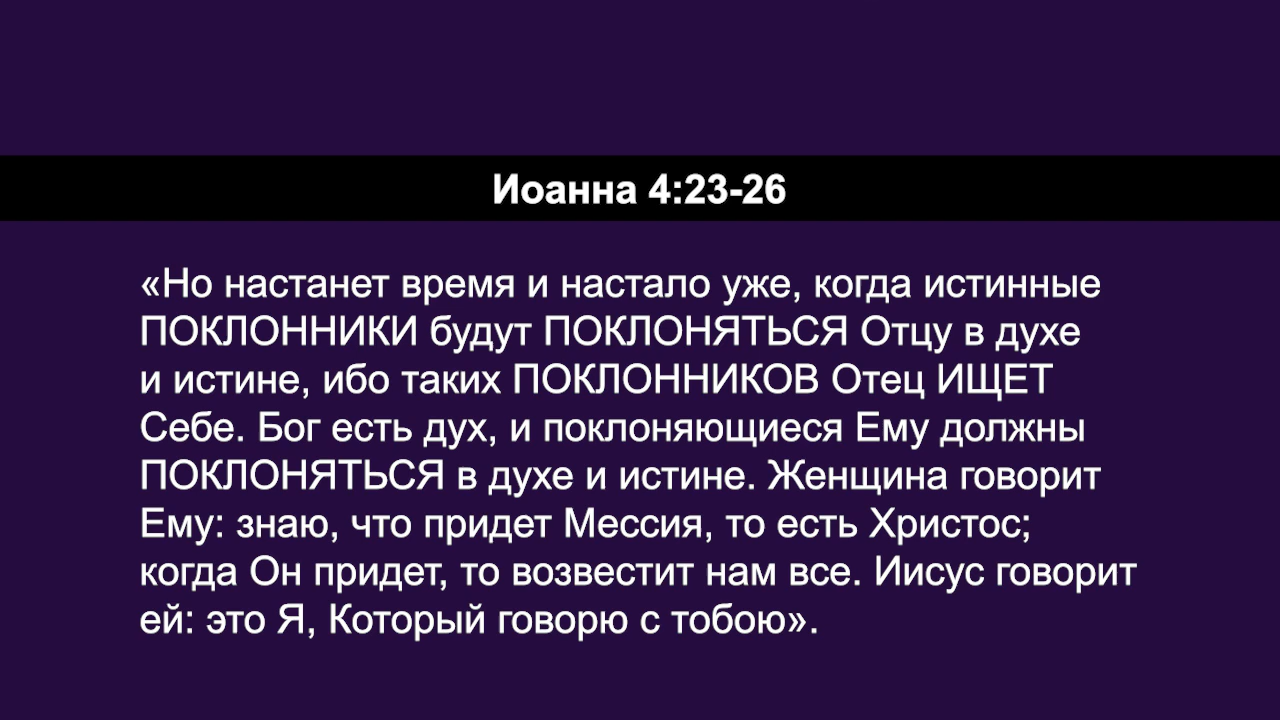 Иоанна 4:23-26
«Но настанет время и настало уже, когда истинные
ПОКЛОННИКИ будут ПОКЛОНЯТЬСЯ Отцу в духе
и истине, ибо таких ПОКЛОННИКОВ Отец ИЩЕТ
Себе. Бог есть дух, и поклоняющиеся Ему должны
ПОКЛОНЯТЬСЯ в духе и истине. Женщина говорит
Ему: знаю, что придет Мессия, то есть Христос;
когда Он придет, то возвестит нам все. Иисус говорит
ей: это Я, Который говорю с тобою».